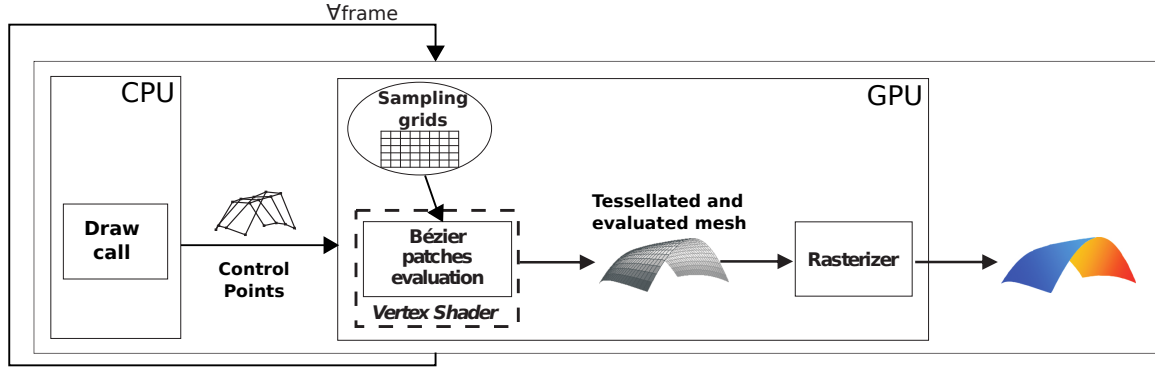 ∀frame
CPU
GPU
Sampling
grids
Draw
call
Control
Points
Bézier
patches
evaluation
Vertex Shader
Tessellated and
evaluated mesh
Rasterizer